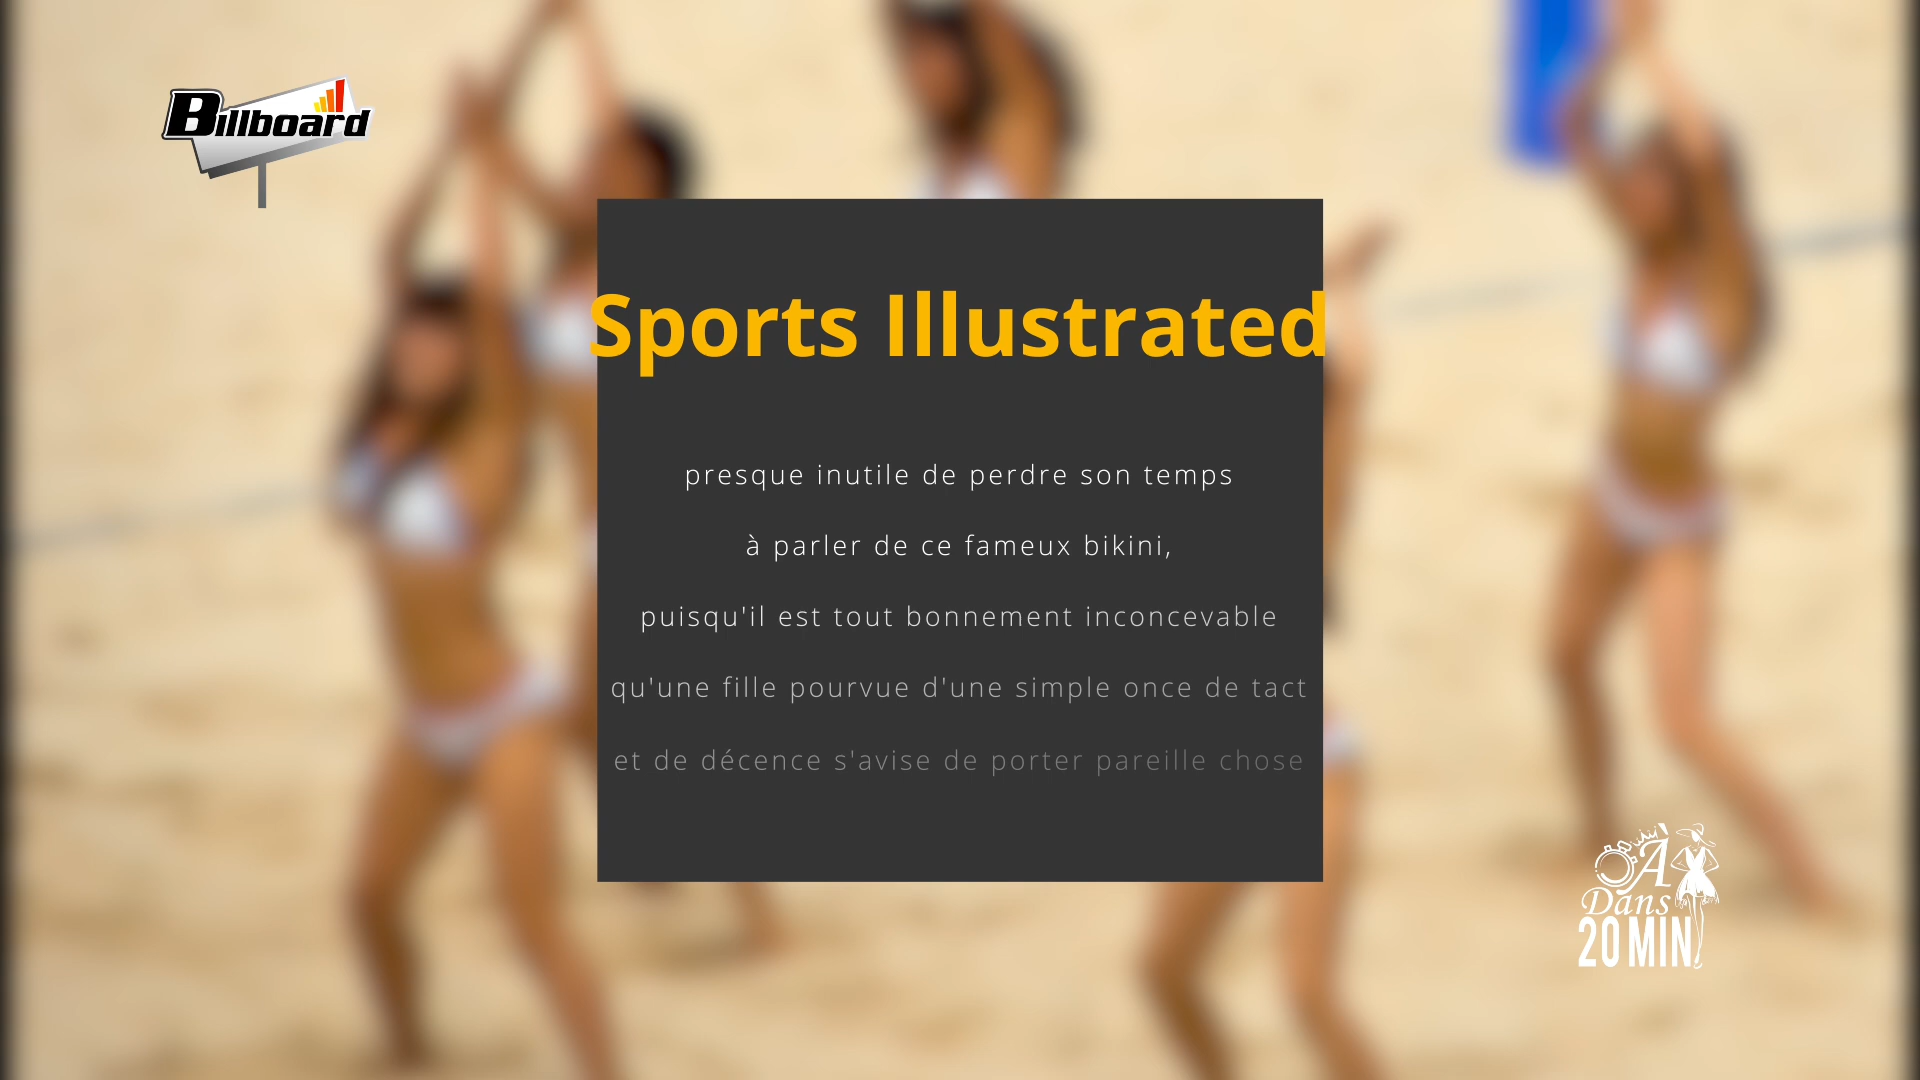 Billboard
Sports Illustrated
presque inutile de perdre son temps
à parler de ce fameux bikini,
puisqu'il est tout bonnement inconcevable
qu'une fille pourvue d'une simple once de tact
et de décence s'avise de porter pareille chose
À
Dans
20 MIN